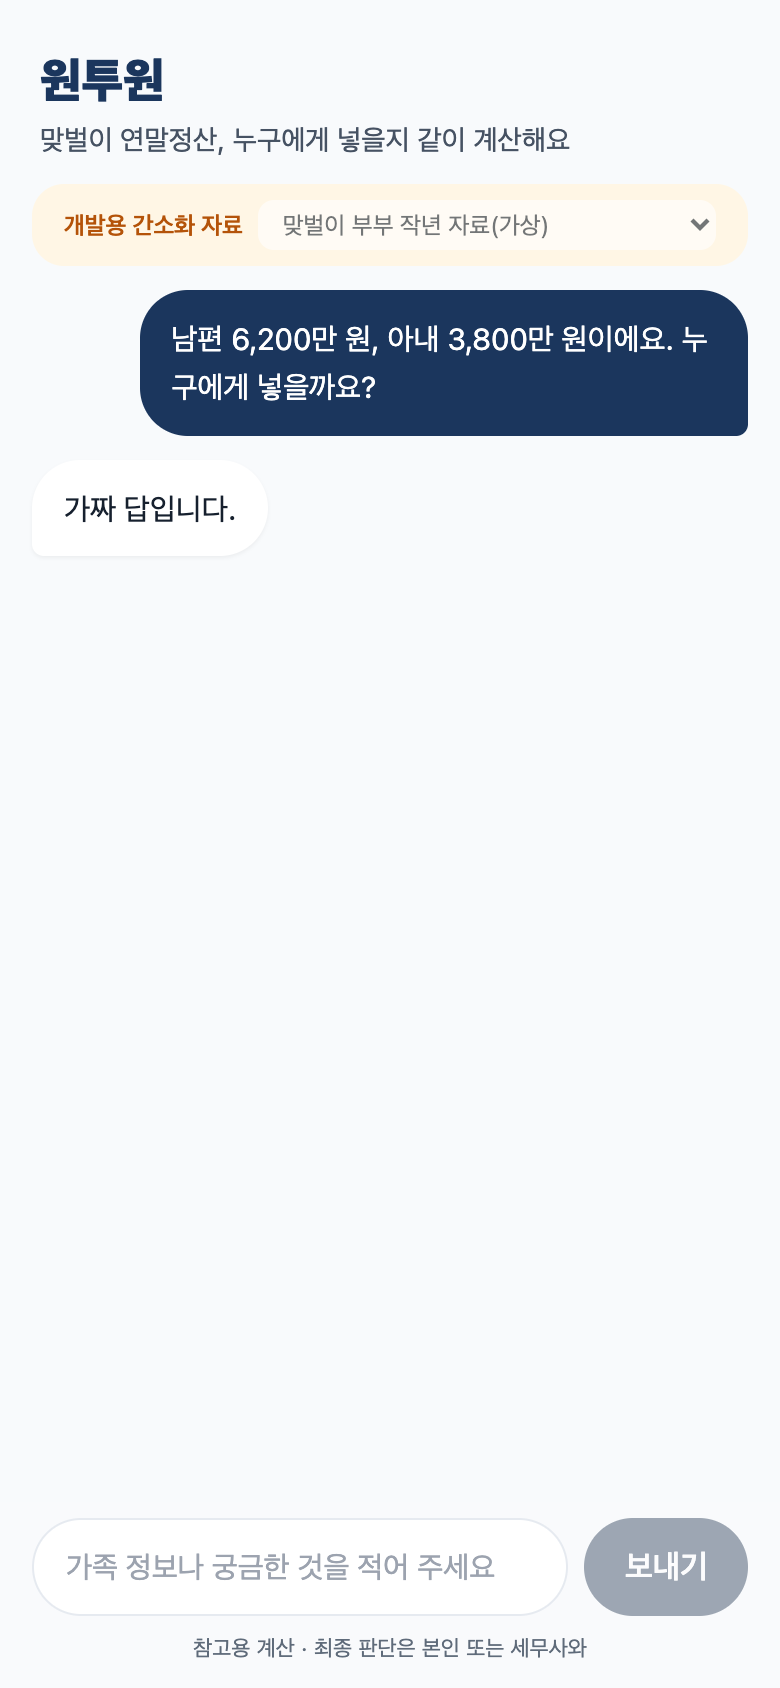 원투원
맞벌이 연말정산, 누구에게 넣을지 같이 계산해요
개발용 간소화 자료 맞벌이 부부 작년 자료(가상)
남편 6,200만 원, 아내 3,800만 원이에요. 누
구에게 넣을까요?
가짜 답입니다.
가족 정보나 궁금한 것을 적어 주세요 보내기
참고용 계산 · 최종 판단은 본인 또는 세무사와